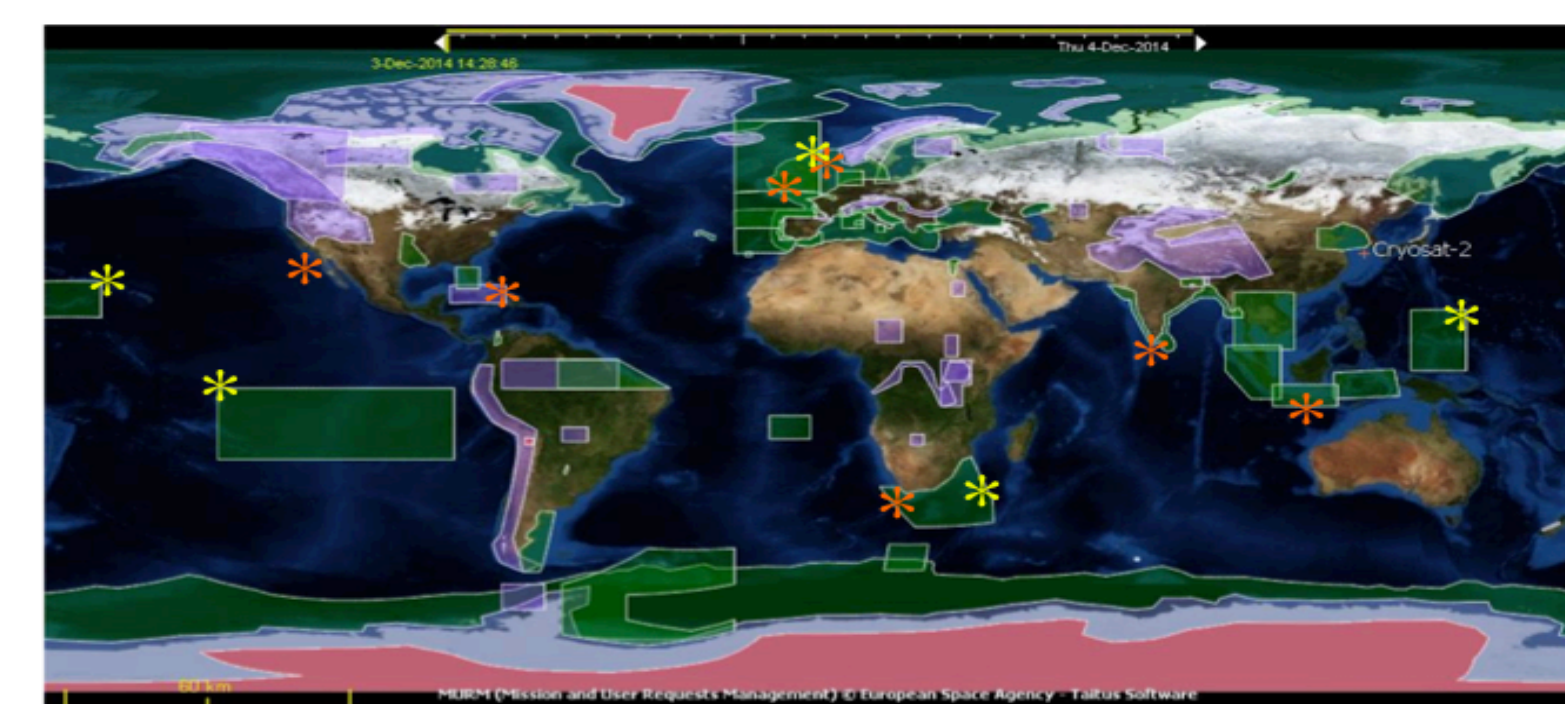 Thu 4-Dec-2014
3-Dec-2014 14:28:46
Cryosat-2
60 km
MURM (Mission and User Requests Management) © European Space Agency - Taitus Software